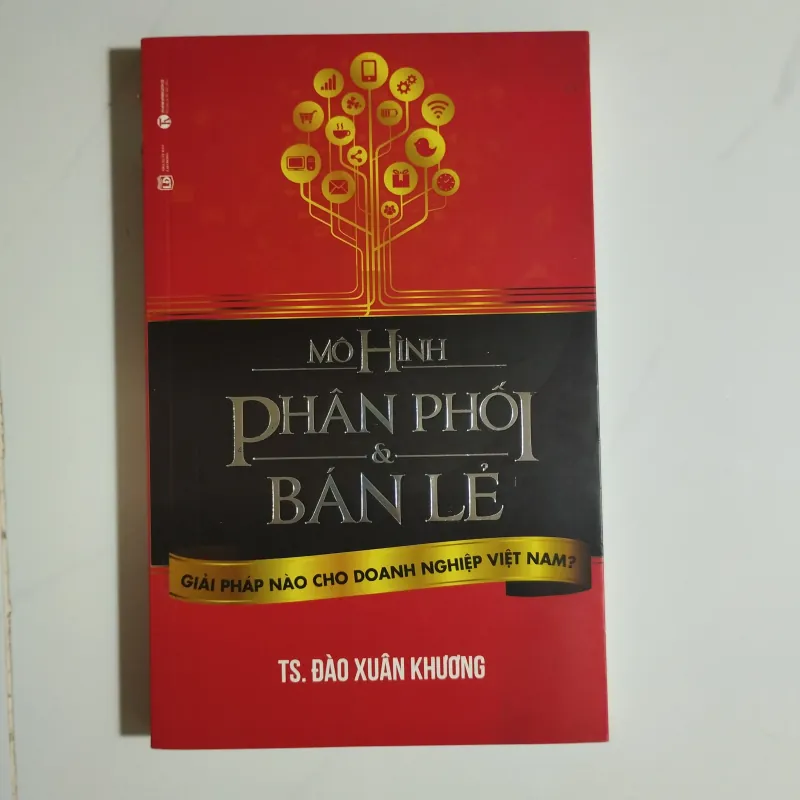 MÔ HÌNH
PHÂN PHỐI
&
BÁN LẺ
GIẢI PHÁP NÀO CHO DOANH NGHIỆP VIỆT NAM?
TS. ĐÀO XUÂN KHƯƠNG